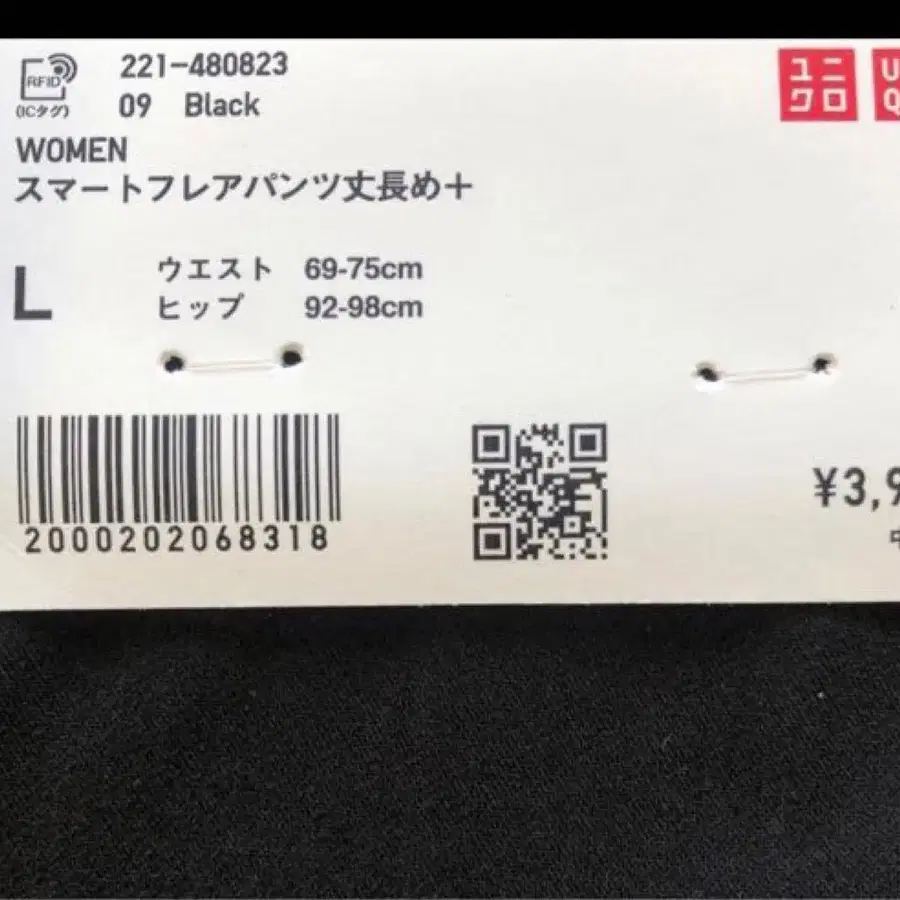 RFID
(ICタグ)
221-480823
09 Black
ユニ
クロ
U
Q
WOMEN
スマートフレアパンツ丈長め+
L
ウエスト 69-75cm
ヒップ 92-98cm
2000202068318
¥3,9